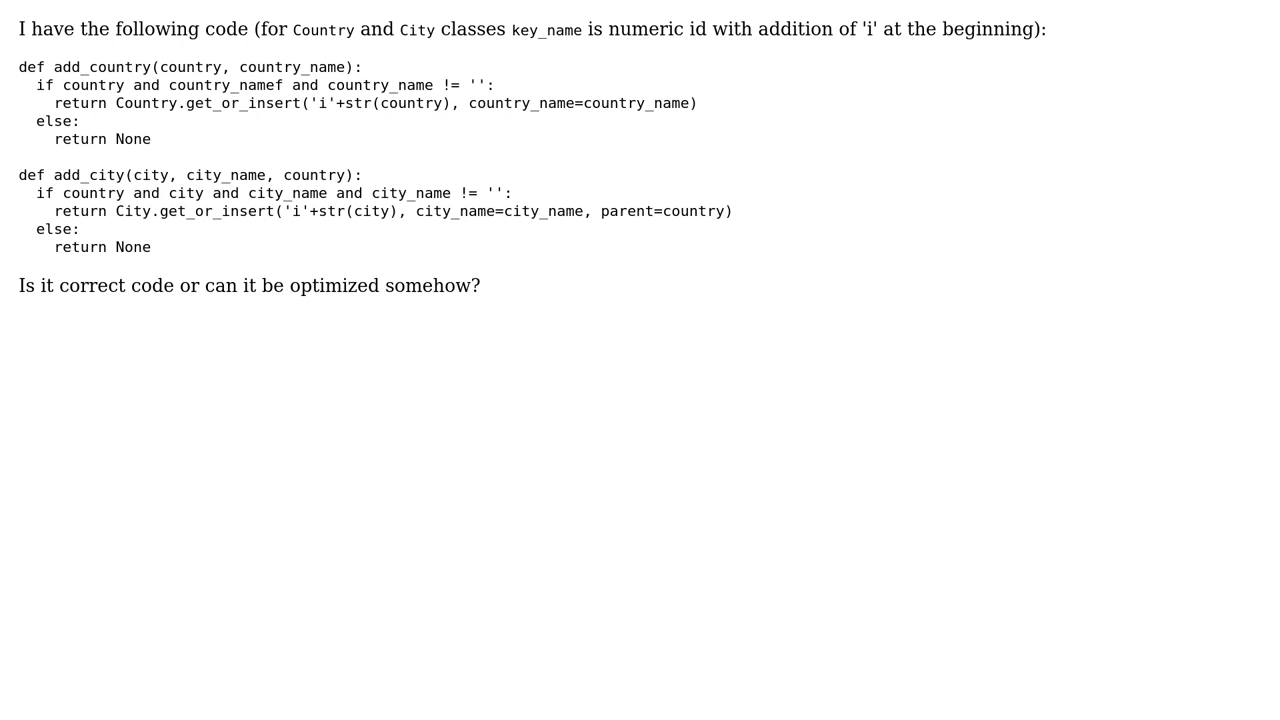 I have the following code (for Country and City classes key_name is numeric id with addition of 'i' at the beginning):
def add_country(country, country_name):
  if country and country_namef and country_name != '':
    return Country.get_or_insert('i'+str(country), country_name=country_name)
  else:
    return None
def add_city(city, city_name, country):
  if country and city and city_name and city_name != '':
    return City.get_or_insert('i'+str(city), city_name=city_name, parent=country)
  else:
    return None
Is it correct code or can it be optimized somehow?